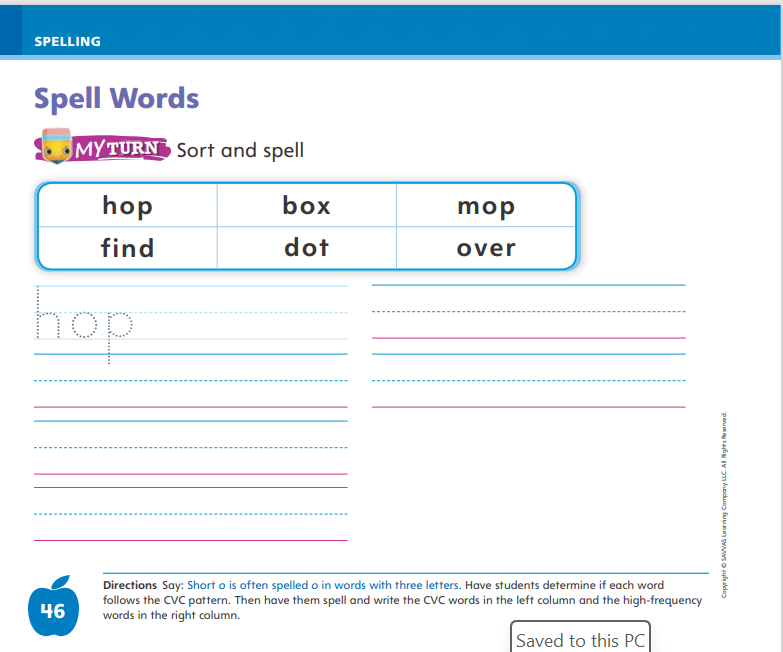 SPELLING
Spell Words
MY TURN Sort and spell
hop box mop
find dot over
hop
Directions Say: Short o is often spelled o in words with three letters. Have students determine if each word
follows the CVC pattern. Then have them spell and write the CVC words in the left column and the high-frequency
words in the right column.
46
Copyright © SAVVAS Learning Company LLC. All Rights Reserved.
Saved to this PC